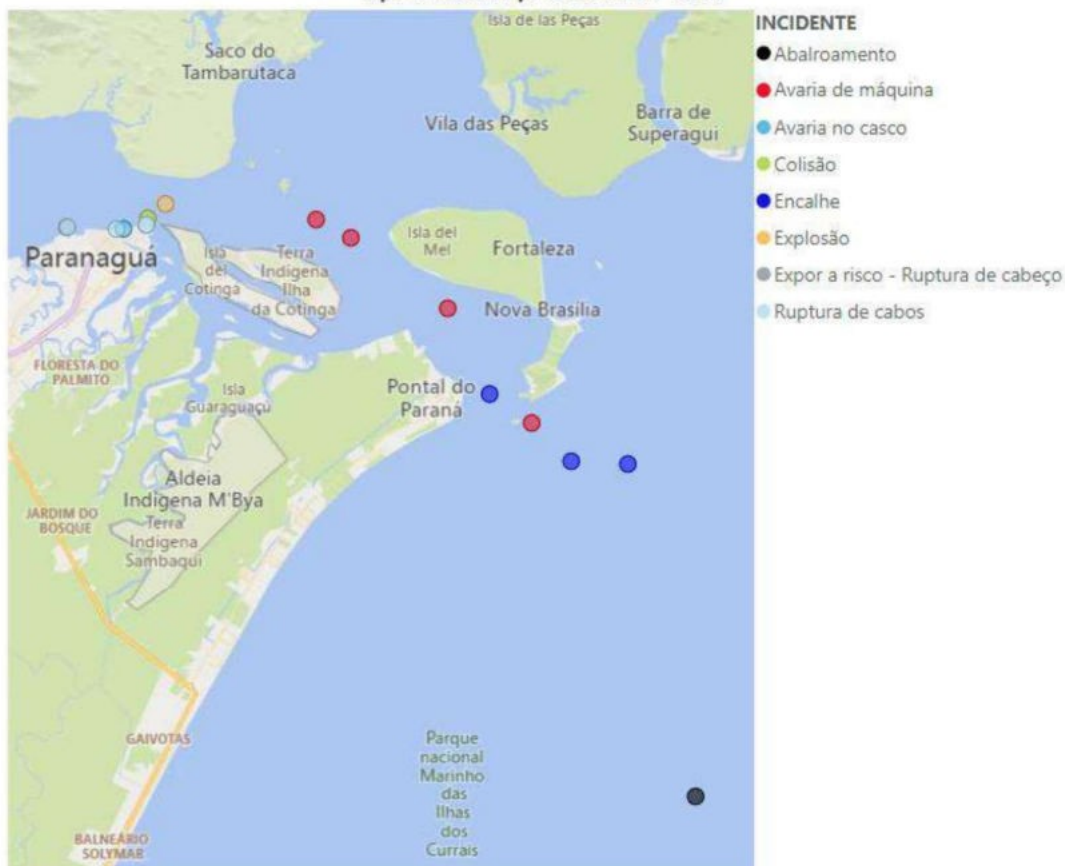 INCIDENTE
Abalroamento
Avaria de máquina
Avaria no casco
Colisão
Encalhe
Explosão
Expor a risco - Ruptura de cabeço
Ruptura de cabos
Isla de las Peças
Saco do
Tambarutaca
Vila das Peças
Barra de
Superagui
Paranaguá
Isla
del
Cotinga
Terra
Indígena
Ilha
da Cotinga
Isla del
Mel
Fortaleza
Nova Brasília
FLORESTA DO
PALMITO
Isla
Guaraguaçú
Pontal do
Paraná
Aldeia
Indigena M'Bya
JARDIM DO
BOSQUE
Terra
Indígena
Sambaqui
GAIVOTAS
Parque
nacional
Marinho
das
Ilhas
dos
Currais
BALNEÁRIO
SOLYMAR